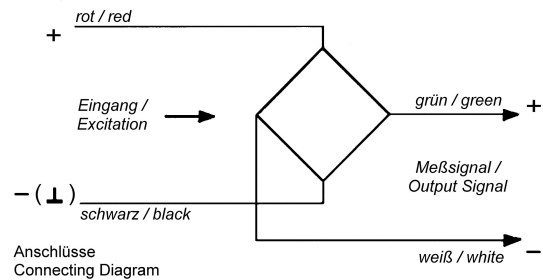 rot / red
+
Eingang /
Excitation
grün / green
+
Meßsignal /
Output Signal
– (⊥)
schwarz / black
weiß / white
–
Anschlüsse
Connecting Diagram